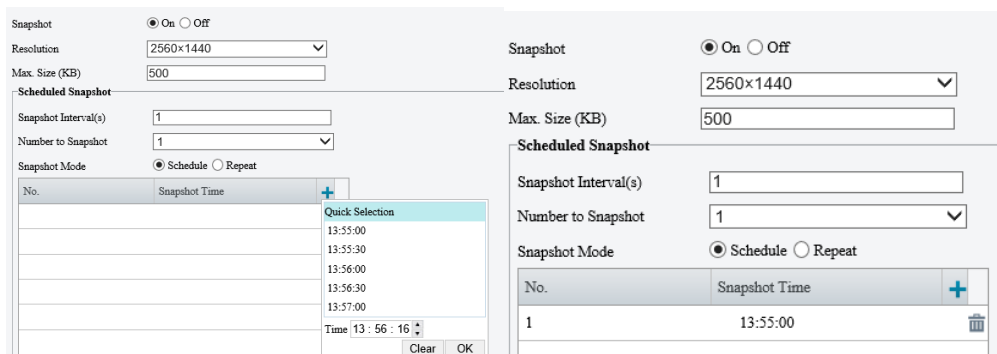 Snapshot On Off
Resolution 2560×1440
Max. Size (KB) 500
Scheduled Snapshot
Snapshot Interval(s) 1
Number to Snapshot 1
Snapshot Mode Schedule Repeat
No. Snapshot Time
Quick Selection
13:55:00
13:55:30
13:56:00
13:56:30
13:57:00
Time 13 : 56 : 16
Clear OK
Snapshot On Off
Resolution 2560×1440
Max. Size (KB) 500
Scheduled Snapshot
Snapshot Interval(s) 1
Number to Snapshot 1
Snapshot Mode Schedule Repeat
No. Snapshot Time
1 13:55:00